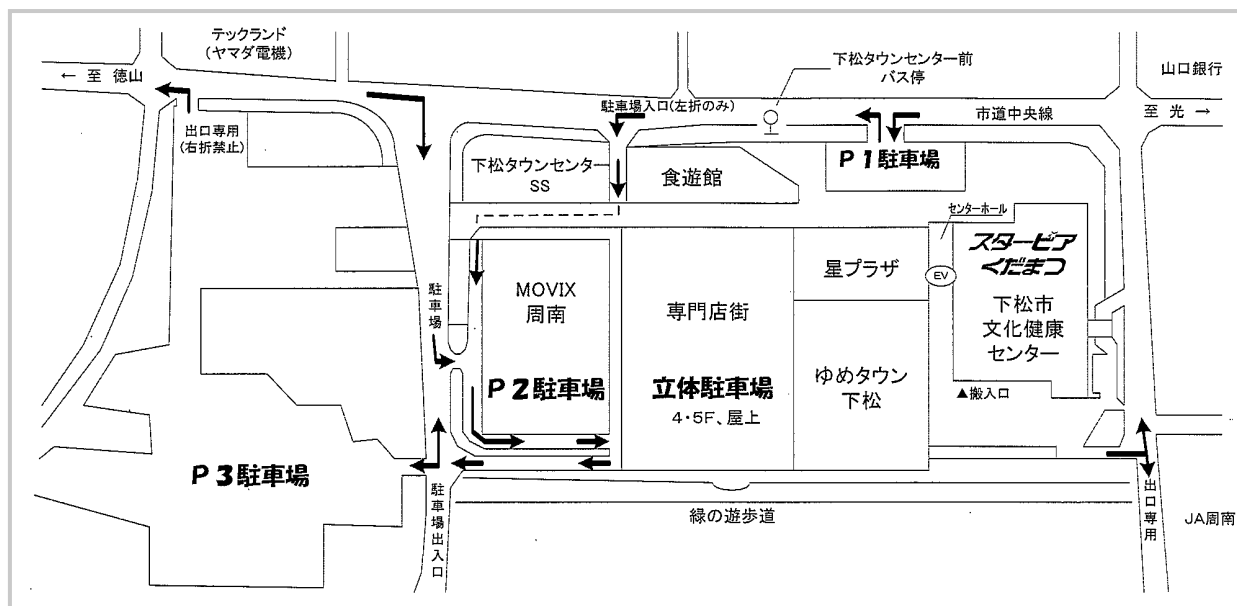 テックランド
(ヤマダ電機)
← 至 徳山
出口専用
(右折禁止)
駐車場入口(左折のみ)
下松タウンセンター前
バス停
山口銀行
市道中央線
至 光 →
P1駐車場
下松タウンセンター
SS
食遊館
センターホール
スターピア
くだまつ
EV
星プラザ
MOVIX
周南
専門店街
下松市
文化健康
センター
駐車場
P2駐車場
立体駐車場
4・5F、屋上
ゆめタウン
下松
▲搬入口
P3駐車場
駐車場出入口
緑の遊歩道
出口専用
JA周南